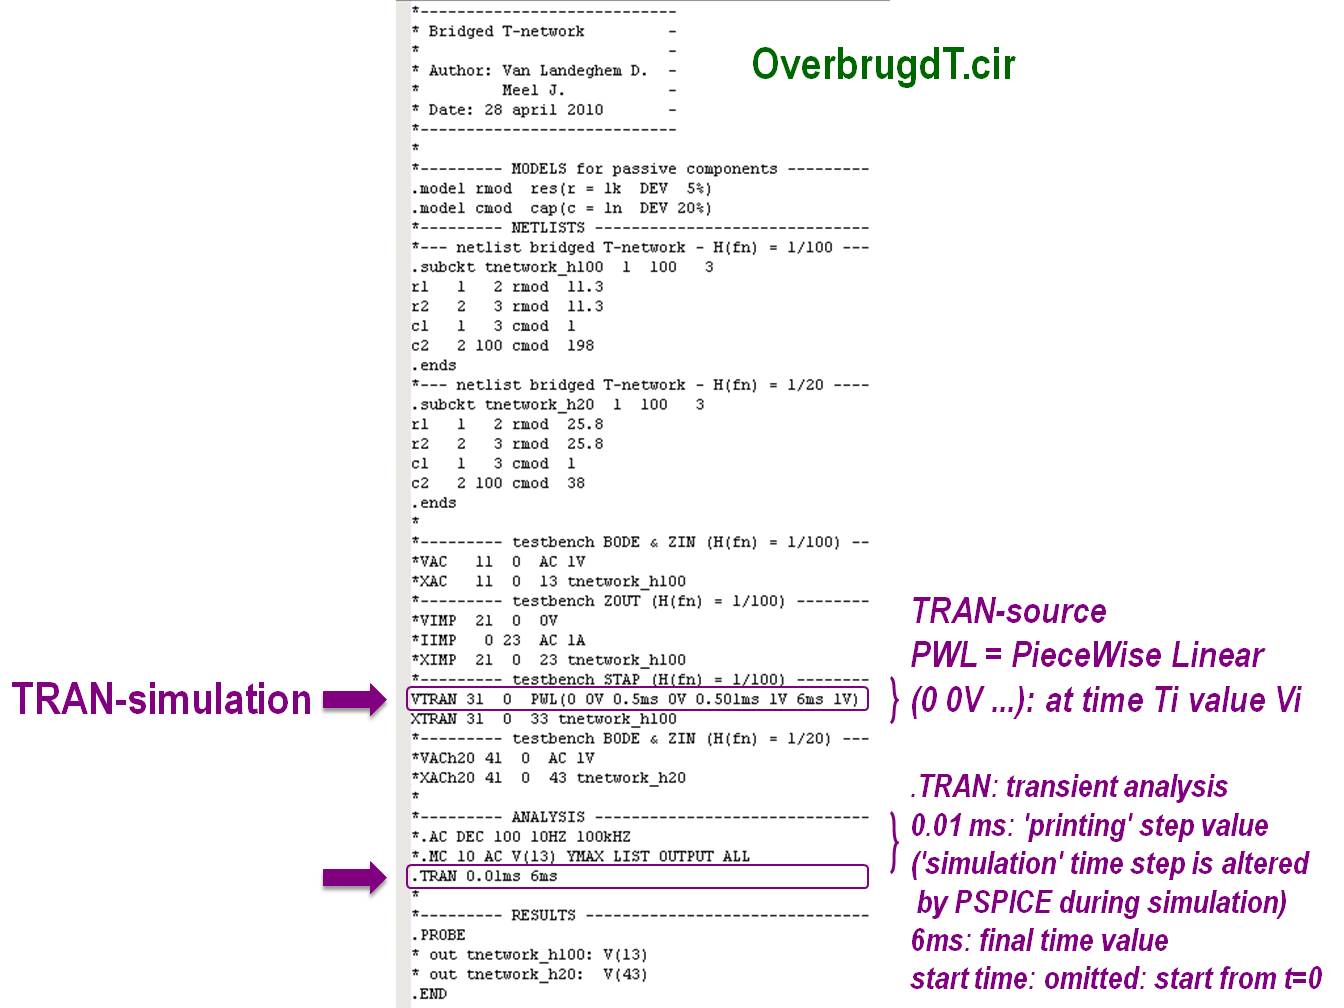 *----------------------------
* Bridged T-network         -
*                           -
* Author: Van Landeghem D.  -
*         Meel J.           -
* Date: 28 april 2010       -
*----------------------------
*
*--------- MODELS for passive components ---------
.model rmod  res(r = 1k  DEV  5%)
.model cmod  cap(c = 1n  DEV 20%)
*--------- NETLISTS ------------------------------
*--- netlist bridged T-network - H(fn) = 1/100 ---
.subckt tnetwork_h100  1  100   3
r1   1   2 rmod  11.3
r2   2   3 rmod  11.3
c1   1   3 cmod  1
c2   2 100 cmod  198
.ends
*--- netlist bridged T-network - H(fn) = 1/20 ----
.subckt tnetwork_h20  1  100   3
r1   1   2 rmod  25.8
r2   2   3 rmod  25.8
c1   1   3 cmod  1
c2   2 100 cmod  38
.ends
*
*--------- testbench BODE & ZIN (H(fn) = 1/100) --
*VAC   11  0  AC 1V
*XAC   11  0  13 tnetwork_h100
*--------- testbench ZOUT (H(fn) = 1/100) --------
*VIMP  21  0  0V
*IIMP   0 23  AC 1A
*XIMP  21  0  23 tnetwork_h100
*--------- testbench STAP (H(fn) = 1/100) --------
VTRAN 31  0  PWL(0 0V 0.5ms 0V 0.501ms 1V 6ms 1V)
XTRAN 31  0  33 tnetwork_h100
*--------- testbench BODE & ZIN (H(fn) = 1/20) ---
*VACh20 41  0  AC 1V
*XACh20 41  0  43 tnetwork_h20
*
*--------- ANALYSIS ------------------------------
*.AC DEC 100 10HZ 100kHZ
*.MC 10 AC V(13) YMAX LIST OUTPUT ALL
.TRAN 0.01ms 6ms
*
*--------- RESULTS -------------------------------
.PROBE
* out tnetwork_h100: V(13)
* out tnetwork_h20:  V(43)
.END
OverbrugdT.cir
TRAN-simulation
TRAN-source
PWL = PieceWise Linear
(0 0V ...): at time Ti value Vi
.TRAN: transient analysis
0.01 ms: 'printing' step value
('simulation' time step is altered
by PSPICE during simulation)
6ms: final time value
start time: omitted: start from t=0